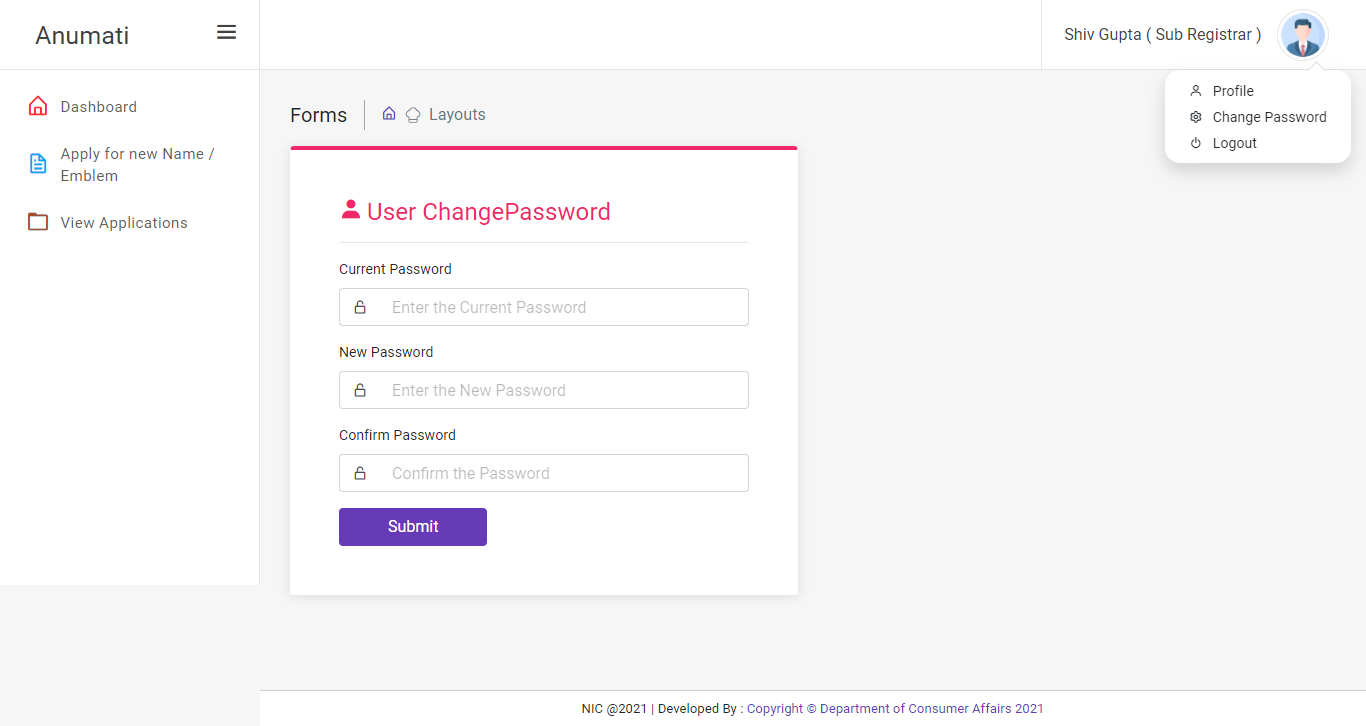 Anumati
Shiv Gupta ( Sub Registrar )
Profile
Change Password
Logout
Dashboard
Apply for new Name /
Emblem
View Applications
Forms
Layouts
User ChangePassword
Current Password
Enter the Current Password
New Password
Enter the New Password
Confirm Password
Confirm the Password
Submit
NIC @2021 | Developed By : Copyright © Department of Consumer Affairs 2021